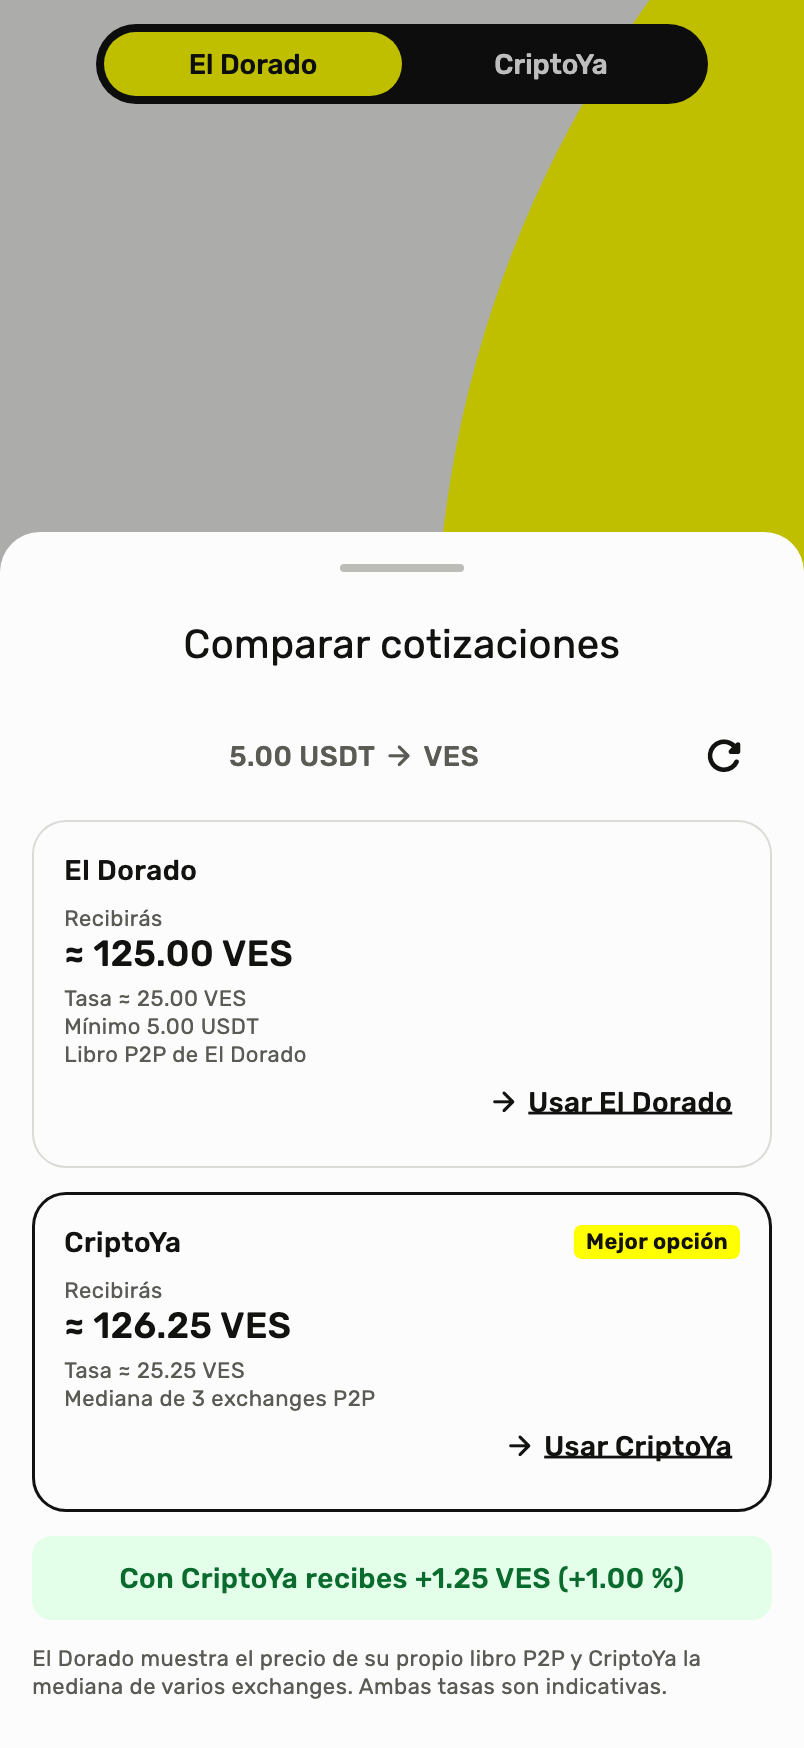 El Dorado
CriptoYa
Comparar cotizaciones
5.00 USDT → VES
El Dorado
Recibirás
≈ 125.00 VES
Tasa ≈ 25.00 VES
Mínimo 5.00 USDT
Libro P2P de El Dorado
→ Usar El Dorado
CriptoYa
Mejor opción
Recibirás
≈ 126.25 VES
Tasa ≈ 25.25 VES
Mediana de 3 exchanges P2P
→ Usar CriptoYa
Con CriptoYa recibes +1.25 VES (+1.00 %)
El Dorado muestra el precio de su propio libro P2P y CriptoYa la
mediana de varios exchanges. Ambas tasas son indicativas.